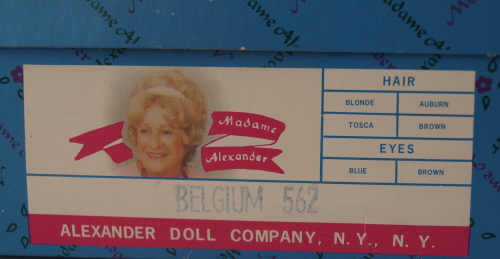 Madame
Alexander
HAIR
BLONDE AUBURN
TOSCA BROWN
EYES
BLUE BROWN
BELGIUM 562
ALEXANDER DOLL COMPANY, N.Y., N.Y.